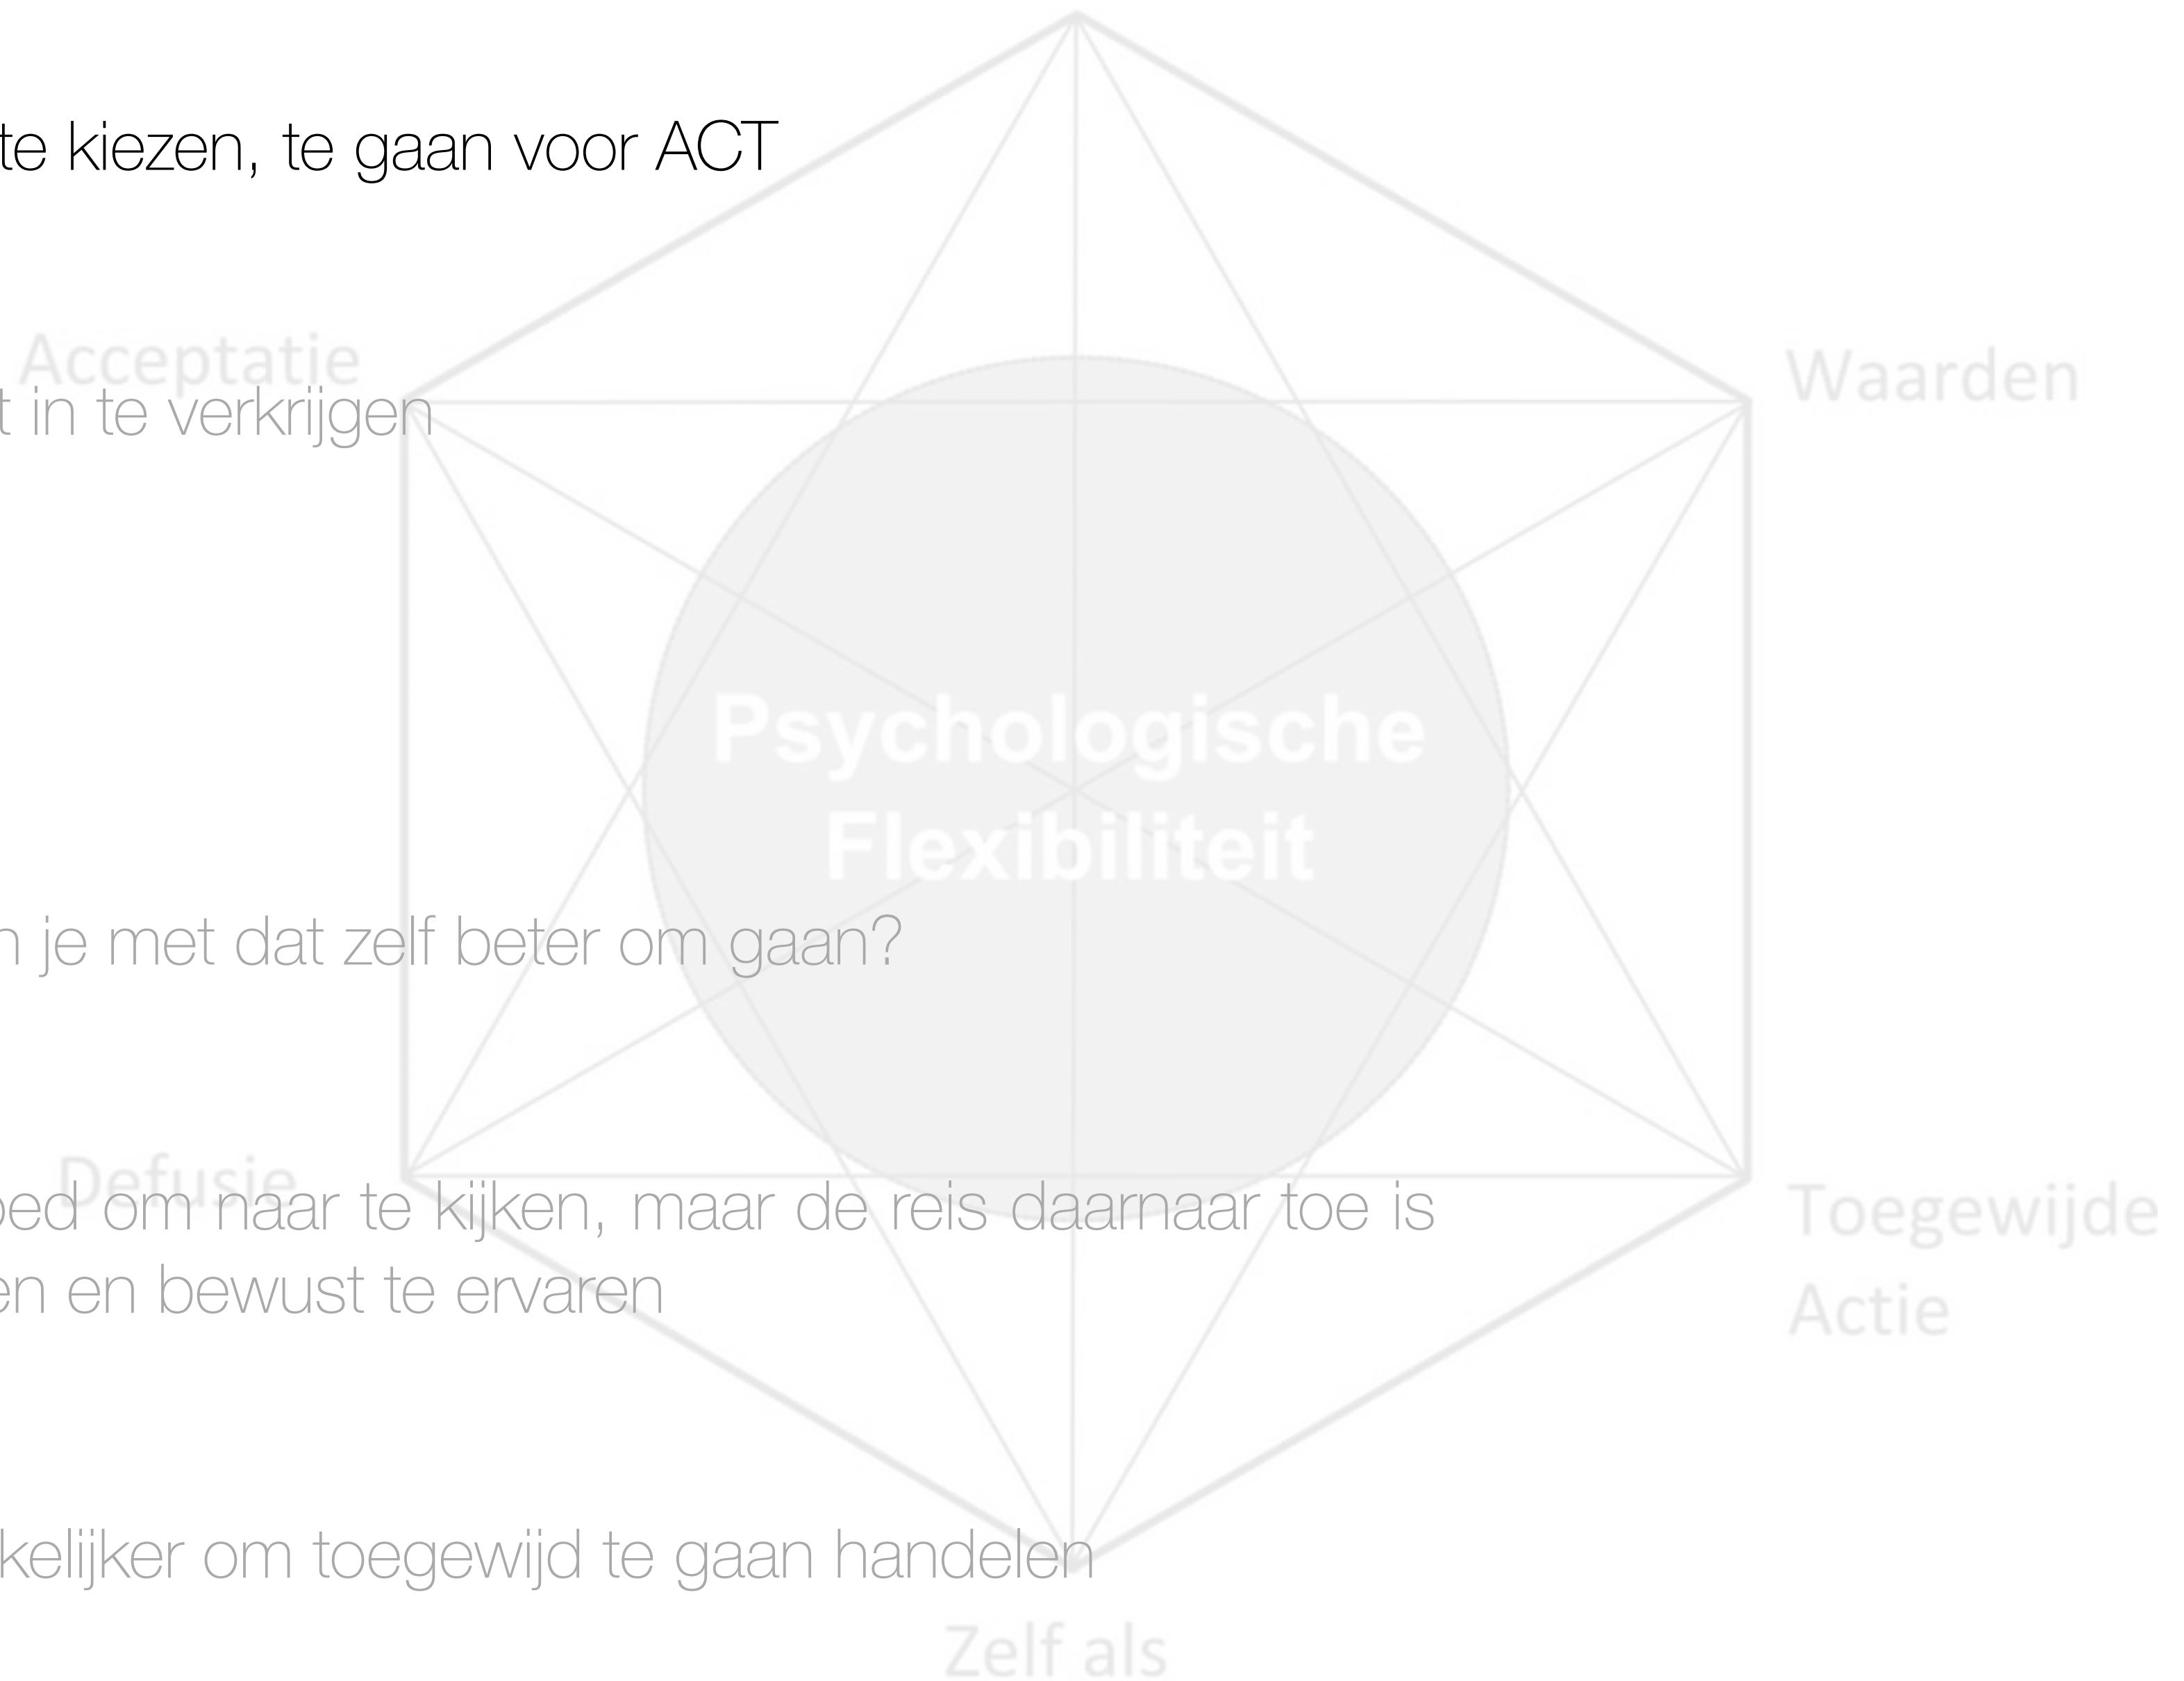 te kiezen, te gaan voor ACT
Acceptatie
Waarden
t in te verkrijgen
Psychologische
Flexibiliteit
n je met dat zelf beter om gaan?
Defusie
oed om naar te kijken, maar de reis daarnaar toe is
Toegewijde
en en bewust te ervaren
Actie
kelijker om toegewijd te gaan handelen
Zelf als